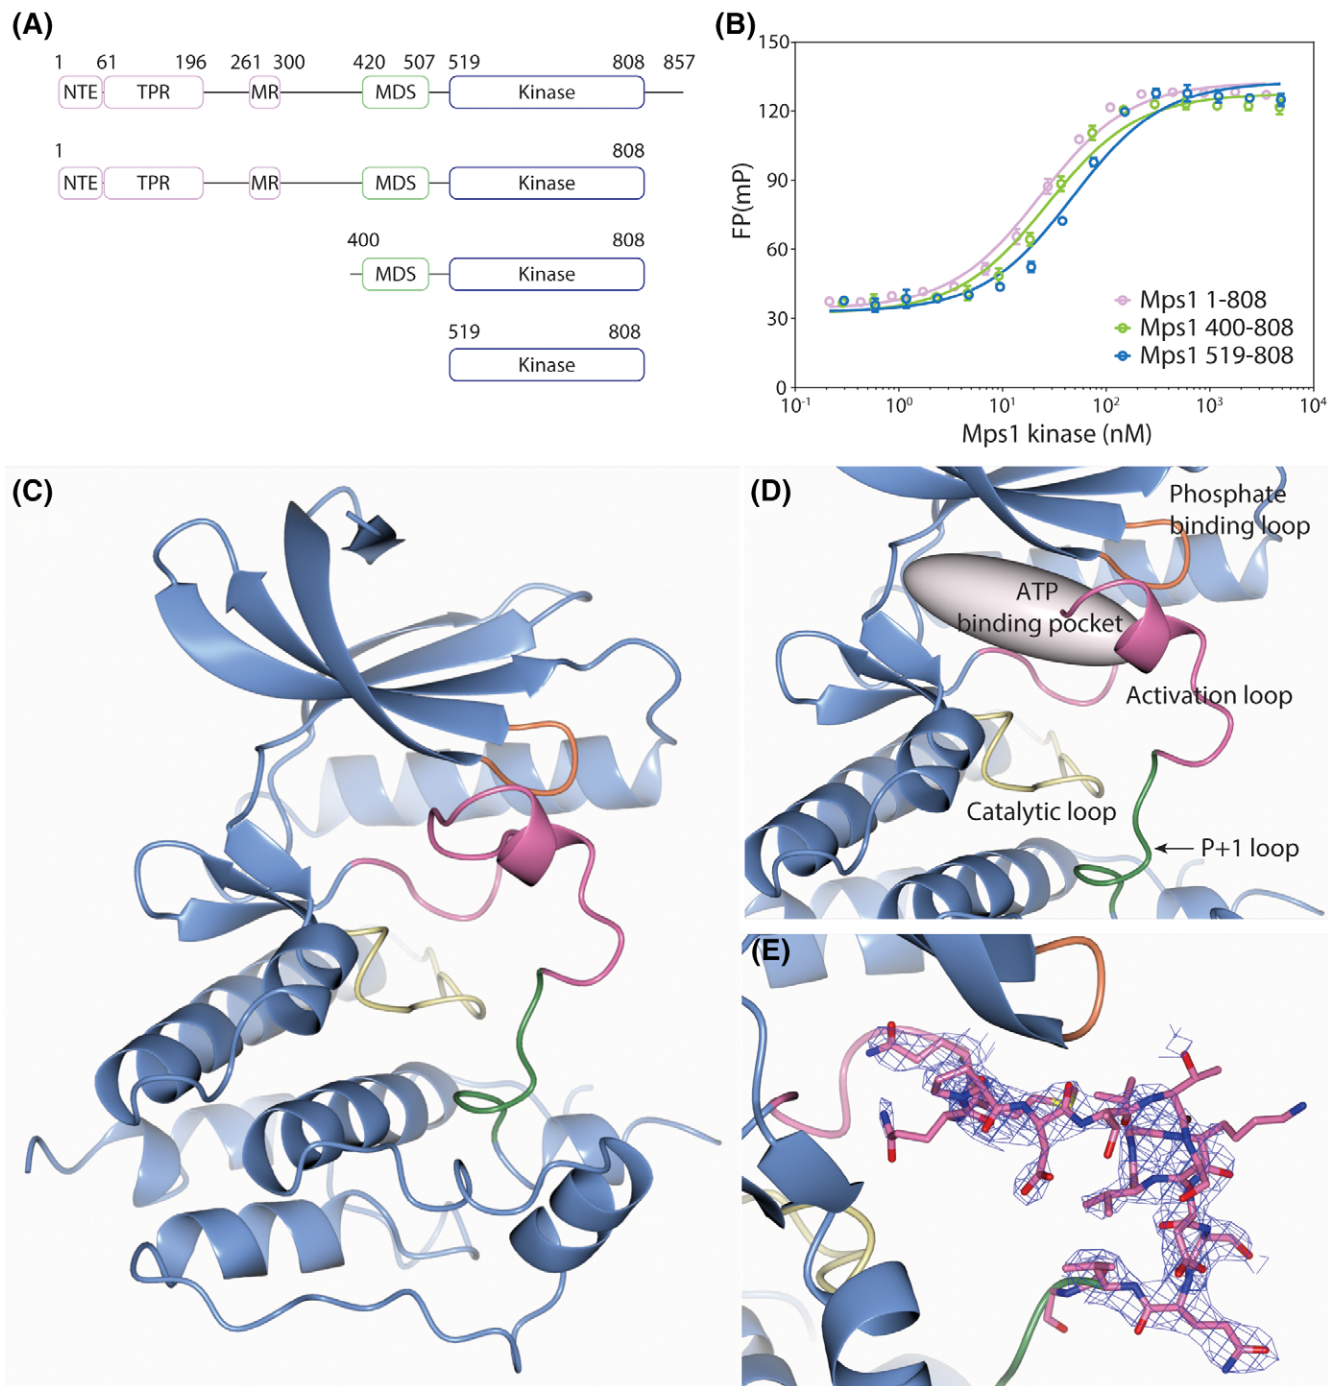 (A)
1 61 196 261 300 420 507 519 808 857
NTE TPR MR MDS Kinase
1 808
NTE TPR MR MDS Kinase
400 808
MDS Kinase
519 808
Kinase
(B)
150
120
90
60
30
0
FP(mP)
10-1 100 101 102 103 104
Mps1 kinase (nM)
Mps1 1-808
Mps1 400-808
Mps1 519-808
(C)
(D)
Phosphate
binding loop
ATP
binding pocket
Activation loop
Catalytic loop
P+1 loop
(E)